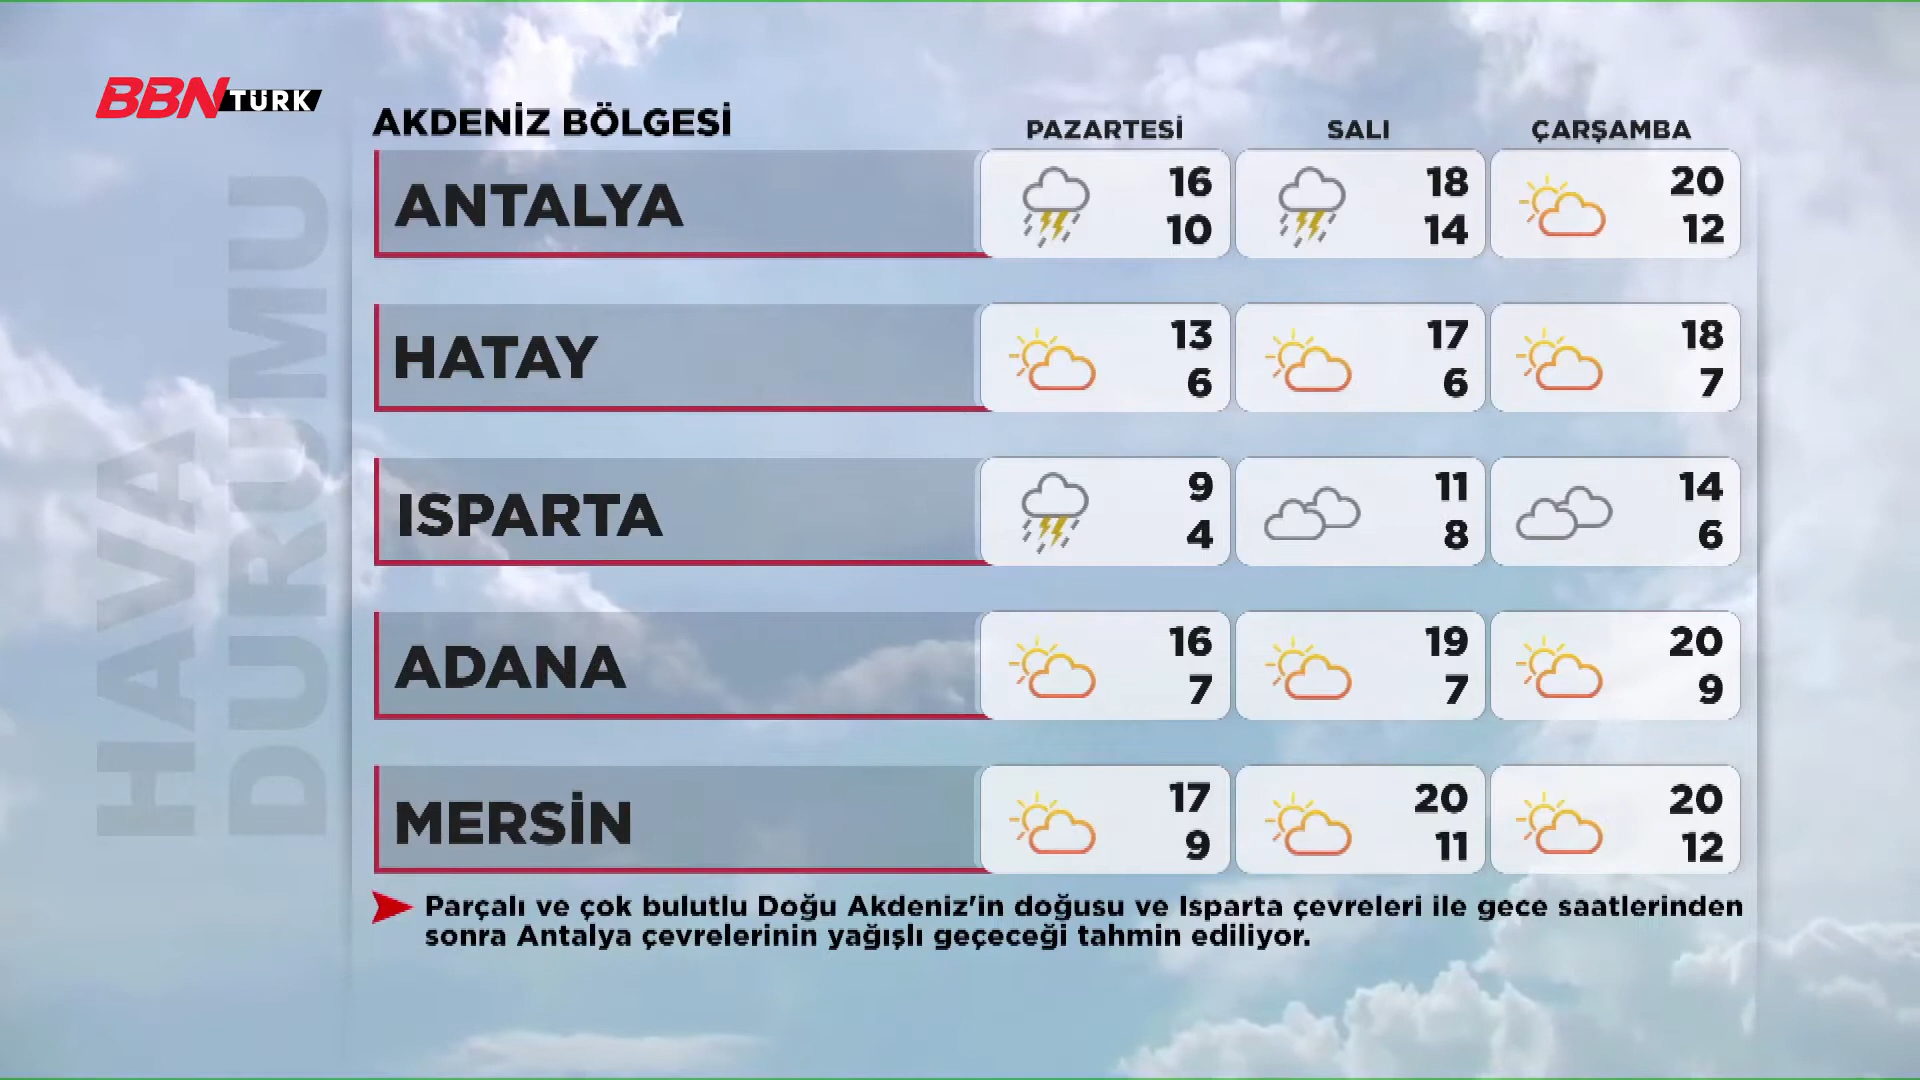 BBN TÜRK
HAVA
DURUMU
AKDENİZ BÖLGESİ
PAZARTESİ SALI ÇARŞAMBA
ANTALYA 16 18 20
10 14 12
HATAY 13 17 18
6 6 7
ISPARTA 9 11 14
4 8 6
ADANA 16 19 20
7 7 9
MERSİN 17 20 20
9 11 12
Parçalı ve çok bulutlu Doğu Akdeniz'in doğusu ve Isparta çevreleri ile gece saatlerinden
sonra Antalya çevrelerinin yağışlı geçeceği tahmin ediliyor.